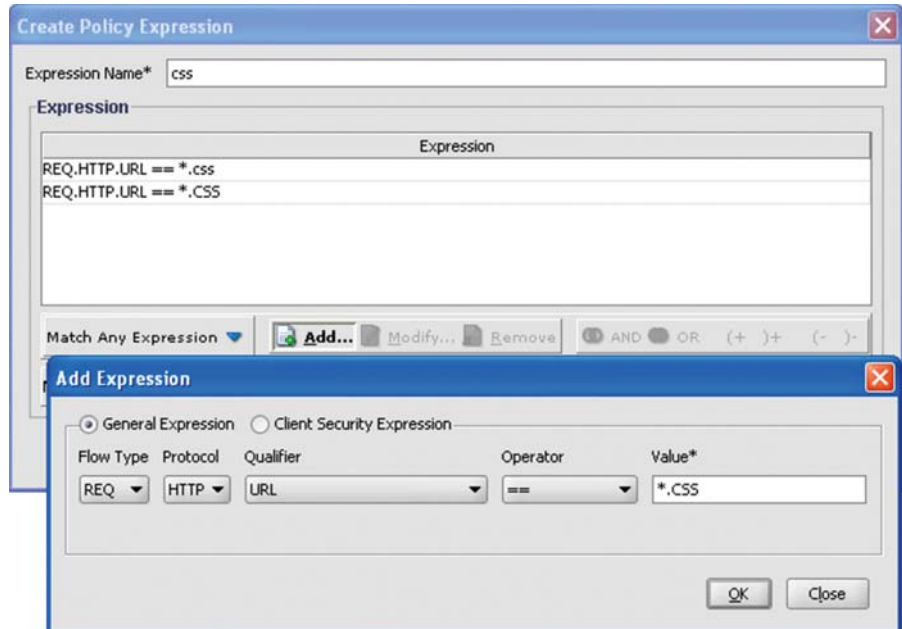 Create Policy Expression
Expression Name* css
Expression
Expression
REQ.HTTP.URL == *.css
REQ.HTTP.URL == *.CSS
Match Any Expression Add... Modify... Remove AND OR (+ )+ (- )-
Add Expression
General Expression Client Security Expression
Flow Type Protocol Qualifier Operator Value*
REQ HTTP URL == *.CSS
OK Close